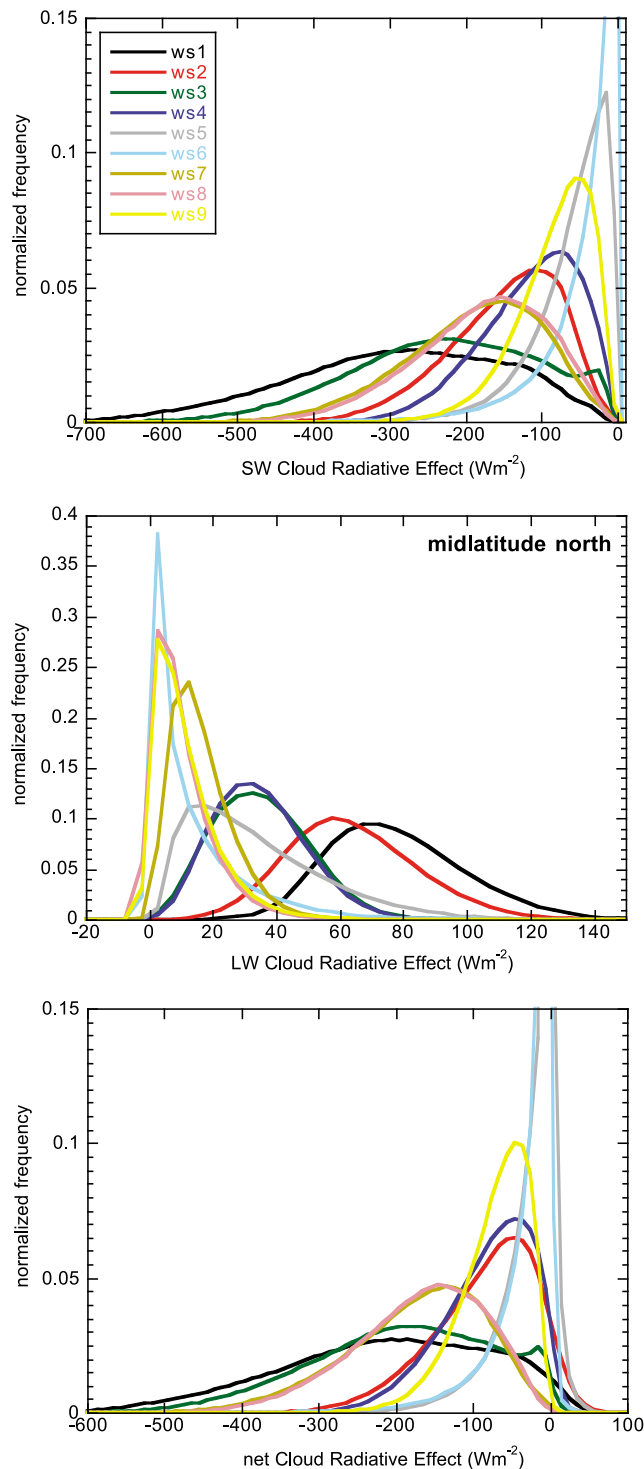 0.15
ws1
ws2
ws3
ws4
ws5
ws6
ws7
ws8
ws9
0.1
0.05
0
normalized frequency
-700 -600 -500 -400 -300 -200 -100 0
SW Cloud Radiative Effect (Wm-2)
midlatitude north
0.4
0.35
0.3
0.25
0.2
0.15
0.1
0.05
0
normalized frequency
-20 0 20 40 60 80 100 120 140
LW Cloud Radiative Effect (Wm-2)
0.15
0.1
0.05
0
normalized frequency
-600 -500 -400 -300 -200 -100 0 100
net Cloud Radiative Effect (Wm-2)